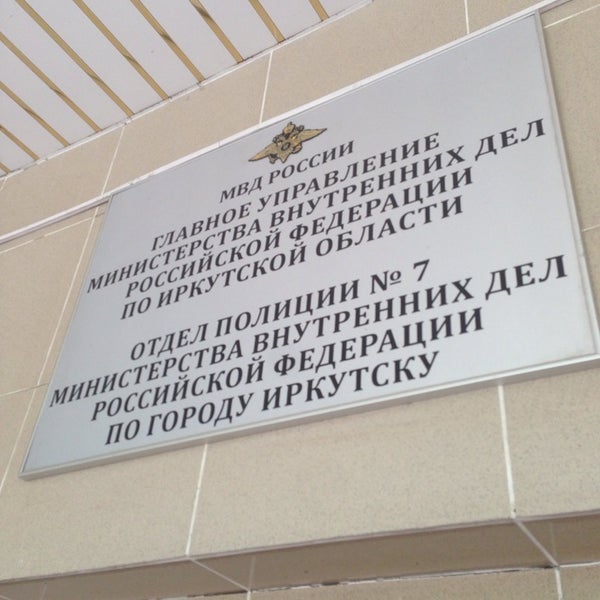 МВД РОССИИ
ГЛАВНОЕ УПРАВЛЕНИЕ
МИНИСТЕРСТВА ВНУТРЕННИХ ДЕЛ
РОССИЙСКОЙ ФЕДЕРАЦИИ
ПО ИРКУТСКОЙ ОБЛАСТИ
ОТДЕЛ ПОЛИЦИИ № 7
МИНИСТЕРСТВА ВНУТРЕННИХ ДЕЛ
РОССИЙСКОЙ ФЕДЕРАЦИИ
ПО ГОРОДУ ИРКУТСКУ